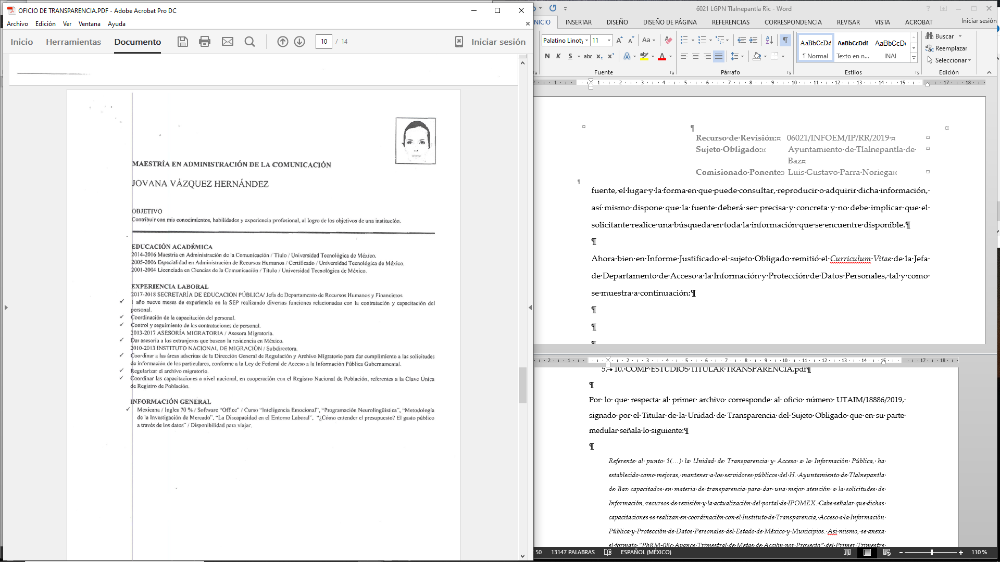 OFICIO DE TRANSPARENCIA.PDF - Adobe Acrobat Pro DC
Archivo Edición Ver Ventana Ayuda
Inicio Herramientas Documento 10 / 14 Iniciar sesión
MAESTRÍA EN ADMINISTRACIÓN DE LA COMUNICACIÓN
JOVANA VÁZQUEZ HERNÁNDEZ
OBJETIVO
Contribuir con mis conocimientos, habilidades y experiencia profesional, al logro de los objetivos de una institución.
EDUCACIÓN ACADÉMICA
2014-2016 Maestría en Administración de la Comunicación / Tiulo / Universidad Tecnológica de México.
2005-2006 Especialidad en Administración de Recursos Humanos / Certificado / Universidad Tecnológica de México.
2001-2004 Licenciada en Ciencias de la Comunicación / Título / Universidad Tecnológica de México.
EXPERIENCIA LABORAL
2017-2018 SECRETARÍA DE EDUCACIÓN PÚBLICA/ Jefa de Departamento de Recursos Humanos y Financieros
✓ 1 año nueve meses de experiencia en la SEP realizando diversas funciones relacionadas con la contratación y capacitación del
personal.
✓ Coordinación de la capacitación del personal.
✓ Control y seguimiento de las contrataciones de personal.
2013-2017 ASESORÍA MIGRATORIA / Asesora Migratoria.
✓ Dar asesoría a los extranjeros que buscan la residencia en México.
2010-2013 INSTITUTO NACIONAL DE MIGRACIÓN / Subdirectora.
✓ Coordinar a las áreas adscritas de la Dirección General de Regulación y Archivo Migratorio para dar cumplimiento a las solicitudes
de información de los particulares, conforme a la Ley de Federal de Acceso a la Información Pública Gubernamental.
✓ Regularizar el archivo migratorio.
✓ Coordinar las capacitaciones a nivel nacional, en cooperación con el Registro Nacional de Población, referentes a la Clave Única
de Registro de Población.
INFORMACIÓN GENERAL
✓ Mexicana / Ingles 70 % / Software “Office” / Curso “Inteligencia Emocional”, “Programación Neurolingüistica”, “Metodología
de la Investigación de Mercado”, “La Discapacidad en el Entorno Laboral”, “¿Cómo entender el presupuesto? El gasto público
a través de los datos” / Disponibilidad para viajar.
6021 LGPN Tlalnepantla Ric - Word
NICIO INSERTAR DISEÑO DISEÑO DE PÁGINA REFERENCIAS CORRESPONDENCIA REVISAR VISTA ACROBAT Iniciar sesión
Palatino Linoty 11
AaBbCcDd AaBbCcDdE AaBbCcDc
¶ Normal Texto en n... INAI
Buscar
Reemplazar
Seleccionar
Fuente Párrafo Estilos Edición
Recurso de Revisión: 06021/INFOEM/IP/RR/2019
Sujeto Obligado: Ayuntamiento de Tlalnepantla de
Baz
Comisionado Ponente: Luis Gustavo Parra Noriega
fuente, el lugar y la forma en que puede consultar, reproducir o adquirir dicha información,
así mismo dispone que la fuente deberá ser precisa y concreta y no debe implicar que el
solicitante realice una búsqueda en toda la información que se encuentre disponible.¶
¶
Ahora bien en Informe Justificado el sujeto Obligado remitió el Curriculum Vitae de la Jefa
de Departamento de Acceso a la Información y Protección de Datos Personales, tal y como
se muestra a continuación:¶
¶
¶
¶
5.→ 10. COMP ESTUDIOS TITULAR TRANSPARENCIA.pdf¶
¶
Por lo que respecta al primer archivo corresponde al oficio número UTAIM/18886/2019,
signado por el Titular de la Unidad de Transparencia del Sujeto Obligado que en su parte
medular señala lo siguiente:¶
¶
Referente al punto 1(…) la Unidad de Transparencia y Acceso a la Información Pública, ha
establecido como mejoras, mantener a los servidores públicos del H. Ayuntamiento de Tlalnepantla
de Baz capacitados en materia de transparencia para dar una mejor atención a la solicitudes de
Información, recursos de revisión y la actualización del portal de IPOMEX. Cabe señalar que dichas
capacitaciones se realizan en coordinación con el Instituto de Transparencia, Acceso a la Información
Pública y Protección de Datos Personales del Estado de México y Municipios. Asi mismo, se anexa
el formato “PbRM-08c Avance Trimestral de Metas de Acción por Proyecto” del Primer Trimestre
50 13147 PALABRAS ESPAÑOL (MÉXICO) 110 %